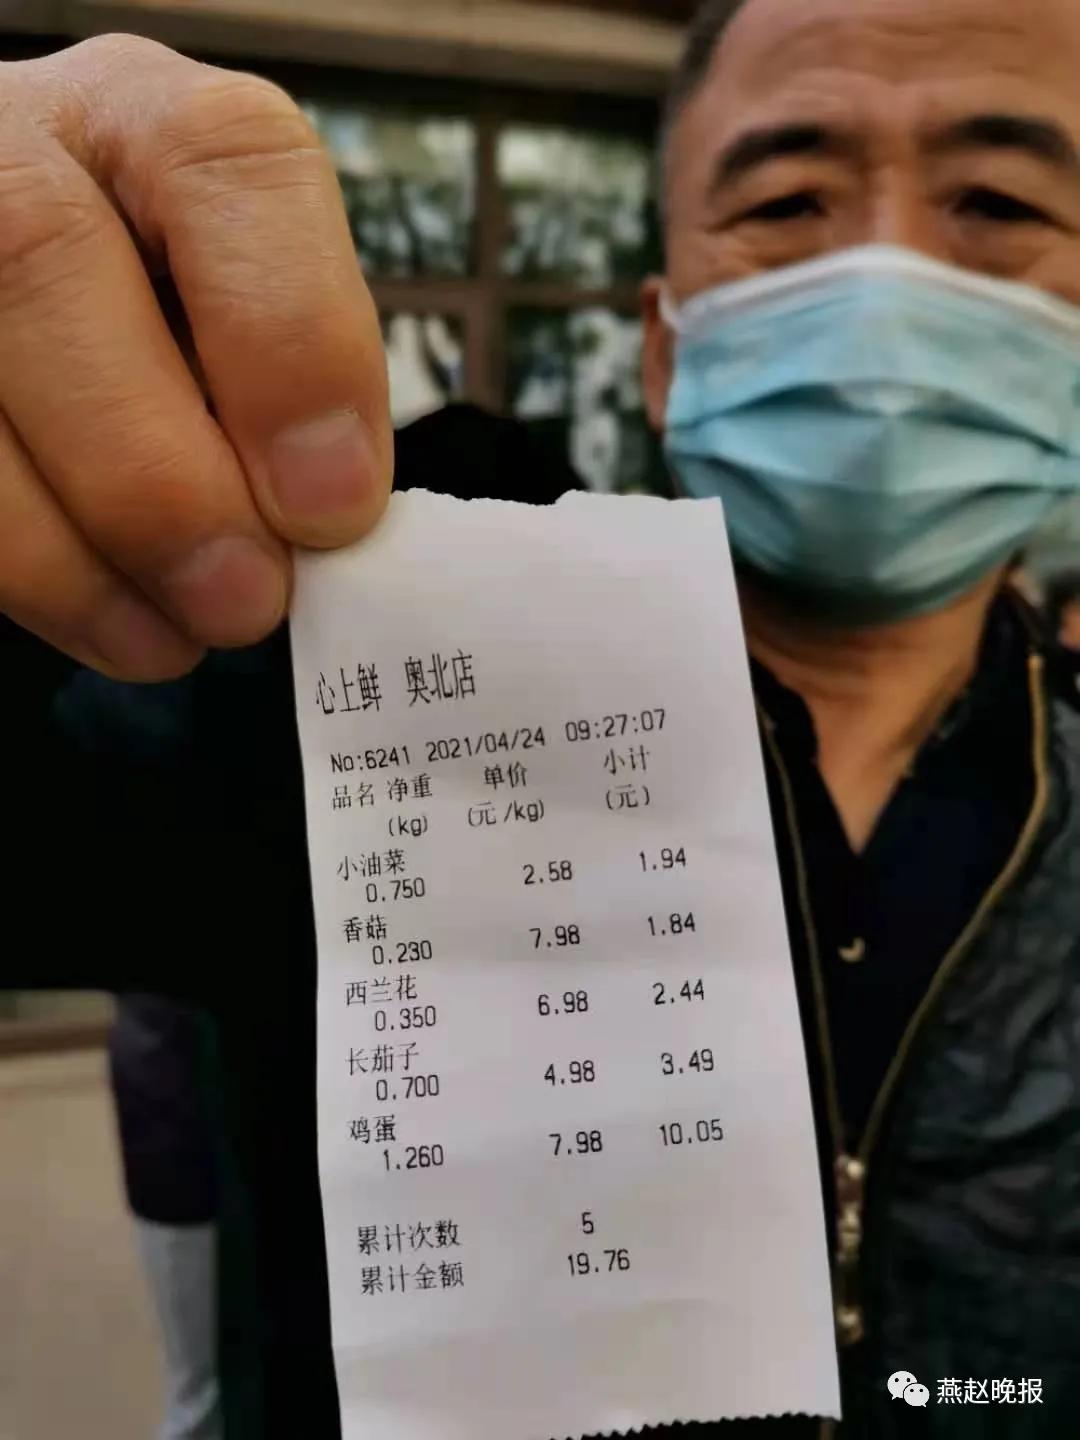 心上鲜 奥北店
No:6241 2021/04/24 09:27:07
品名 净重 单价 小计
(kg) (元/kg) (元)
小油菜
0.750 2.58 1.94
香菇
0.230 7.98 1.84
西兰花
0.350 6.98 2.44
长茄子
0.700 4.98 3.49
鸡蛋
1.260 7.98 10.05
累计次数 5
累计金额 19.76
燕赵晚报